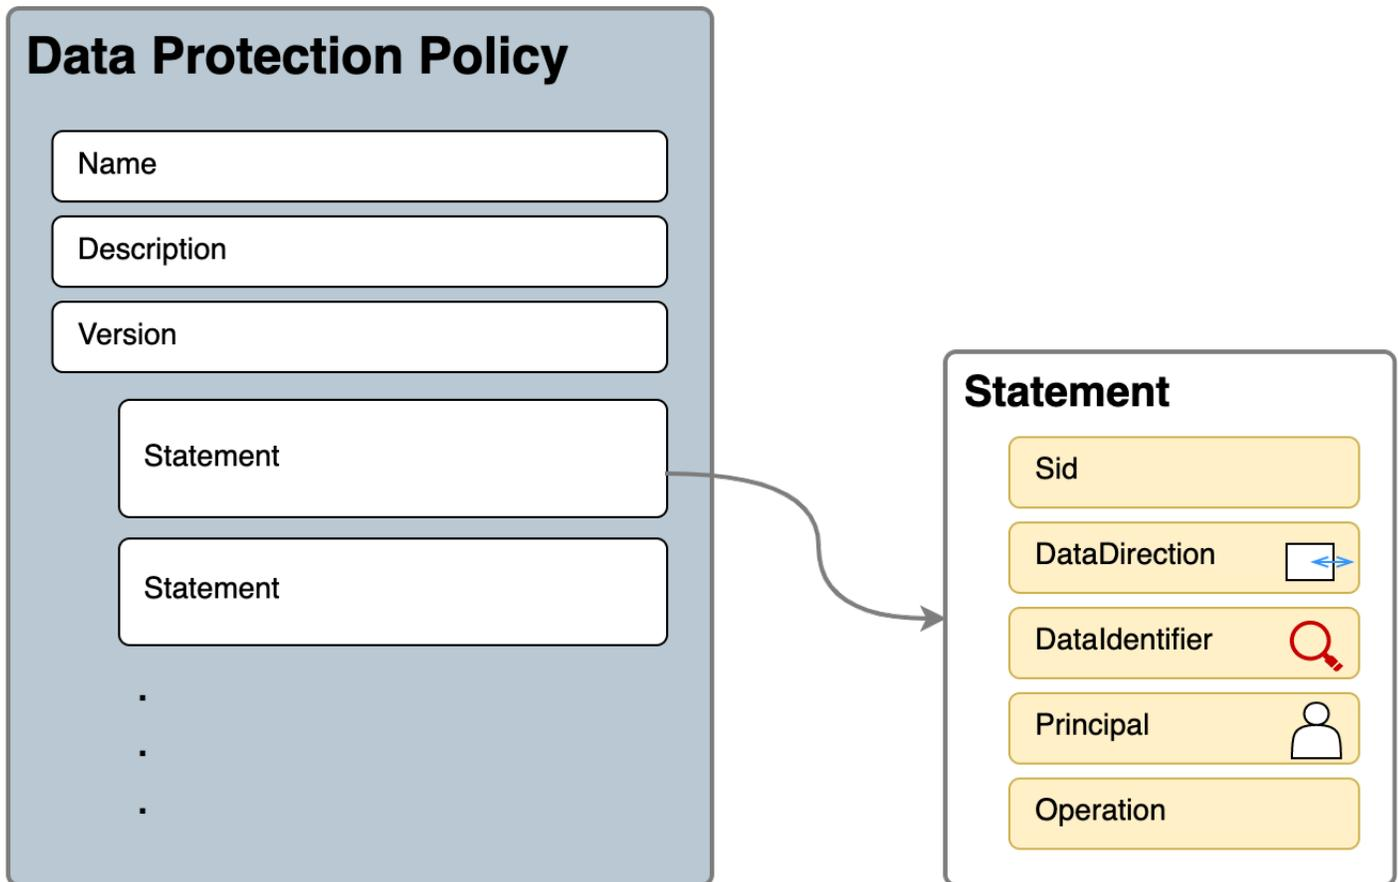 Data Protection Policy
Name
Description
Version
Statement
Statement
.
.
.
Statement
Sid
DataDirection
DataIdentifier
Principal
Operation